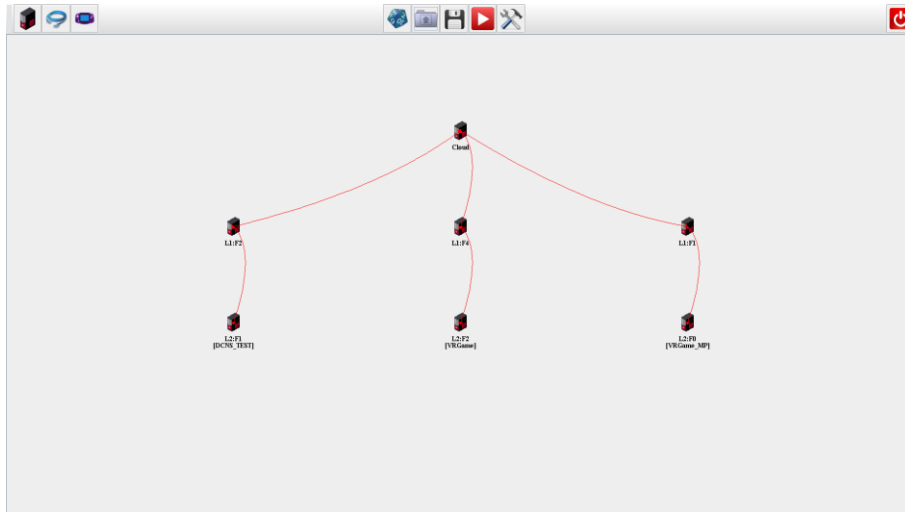 Cloud
L1:F2
L1:F4
L1:F1
L2:F1
[DCNS_TEST]
L2:F2
[VRGame]
L2:F0
[VRGame_MP]